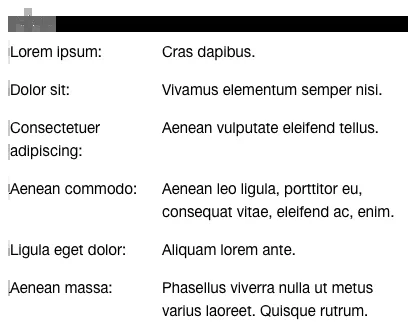 Lorem ipsum: Cras dapibus.
Dolor sit: Vivamus elementum semper nisi.
Consectetuer Aenean vulputate eleifend tellus.
adipiscing:
Aenean commodo: Aenean leo ligula, porttitor eu,
consequat vitae, eleifend ac, enim.
Ligula eget dolor: Aliquam lorem ante.
Aenean massa: Phasellus viverra nulla ut metus
varius laoreet. Quisque rutrum.